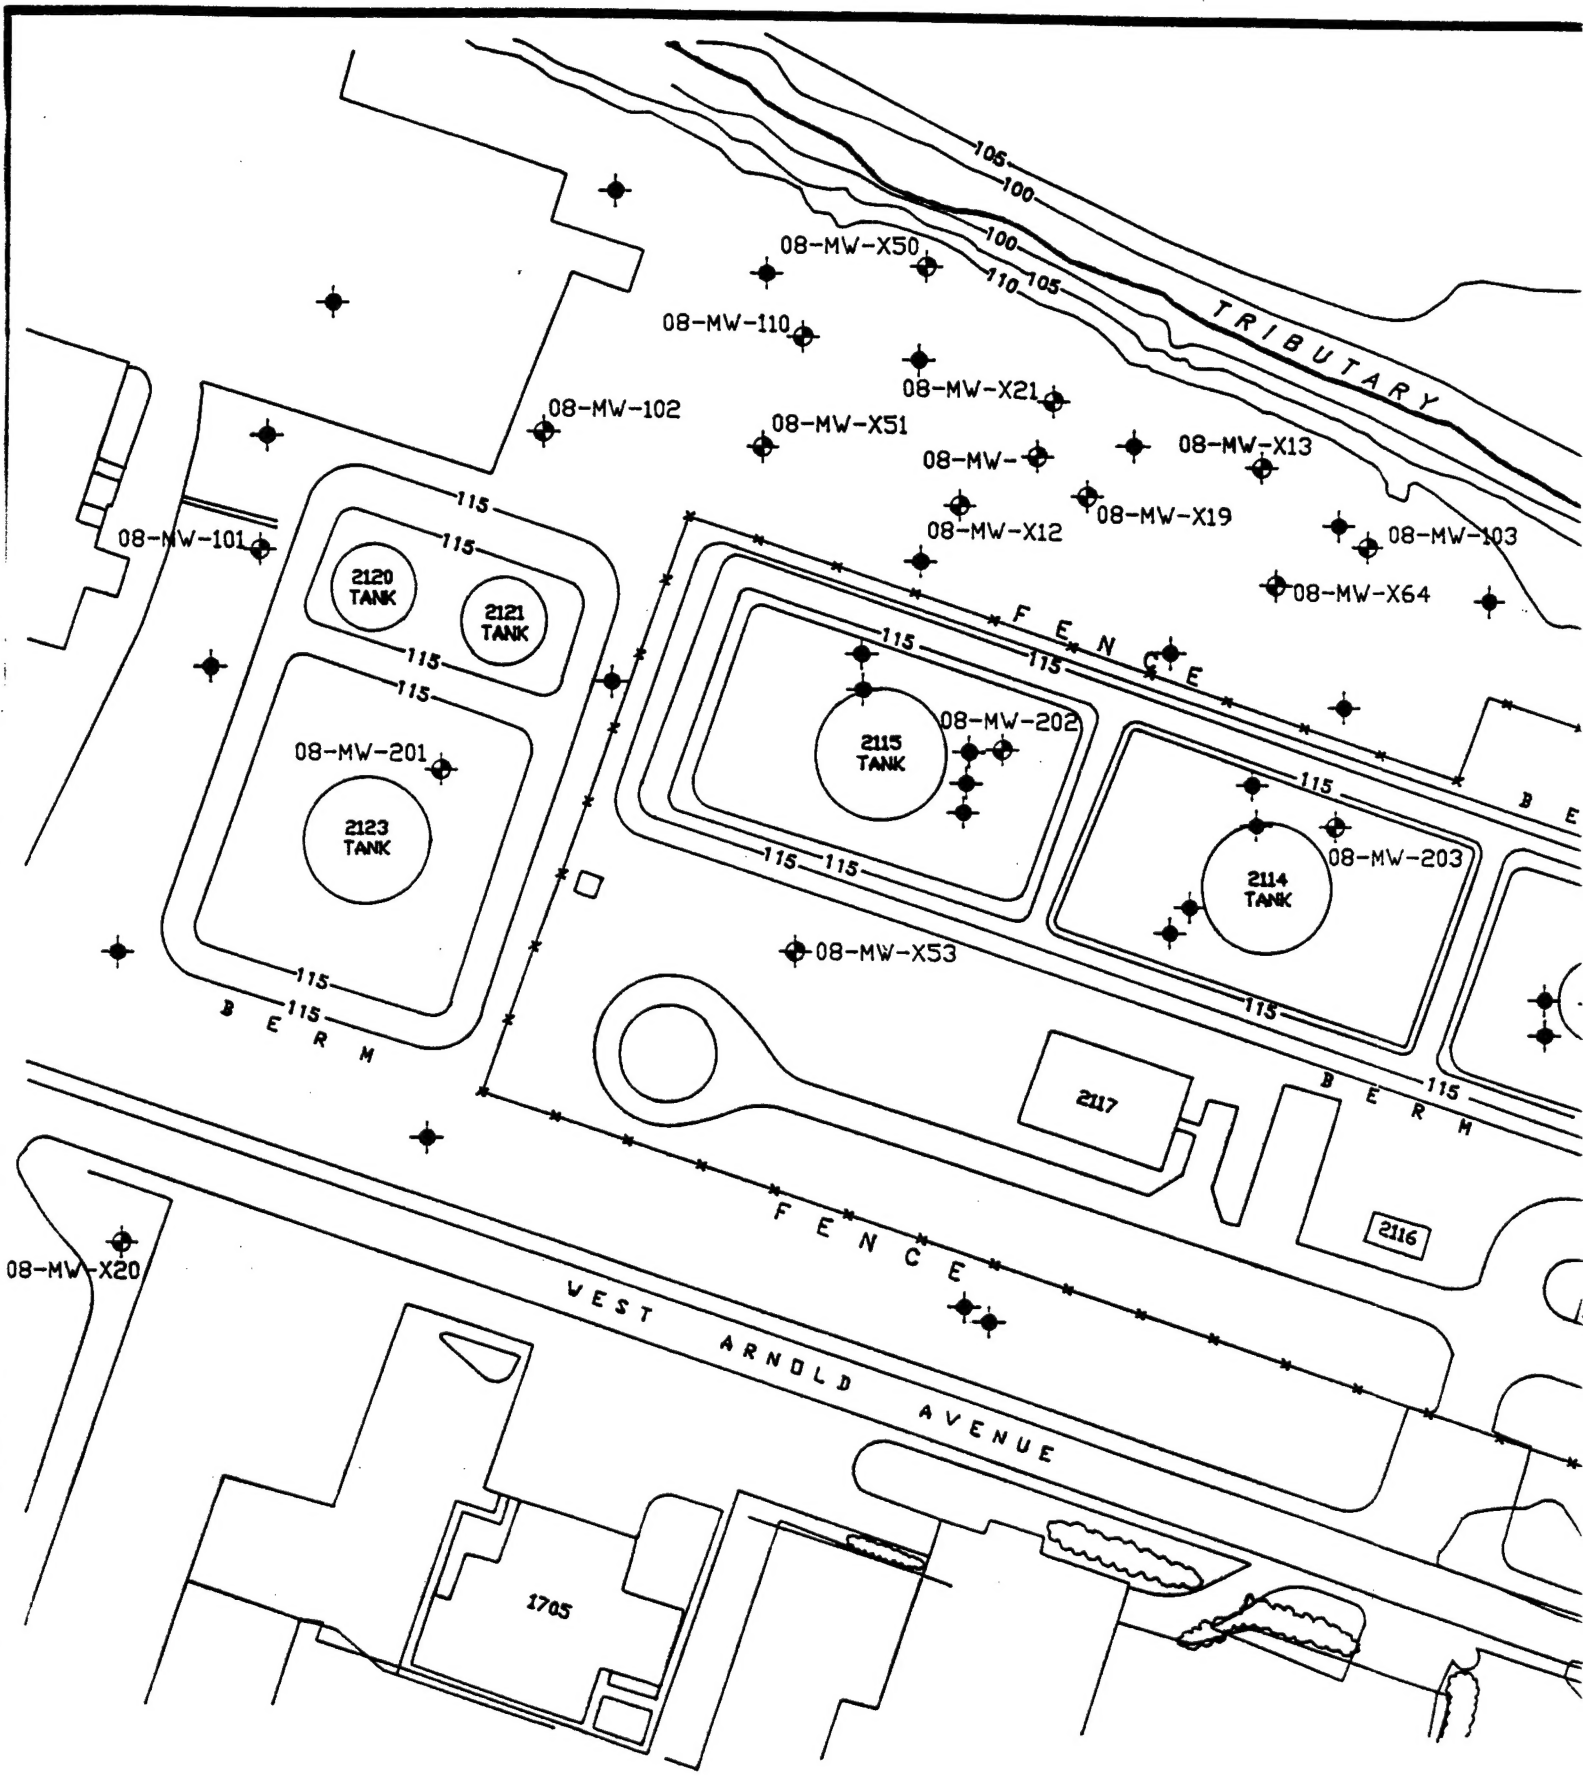 105
100
08-MW-X50
100
110
105
TRIBUTARY
08-MW-110
08-MW-X21
08-MW-102
08-MW-X51
08-MW-
08-MW-X13
115
08-MW-X19
08-MW-X12
08-MW-101
08-MW-103
115
2120
TANK
2121
TANK
08-MW-X64
FENCE
115
115
115
115
08-MW-202
08-MW-201
2115
TANK
115
BE
2123
TANK
115
115
08-MW-203
2114
TANK
08-MW-X53
115
115
BERM
115
115
BERM
2117
2116
FENCE
08-MW-X20
WEST ARNOLD AVENUE
1705